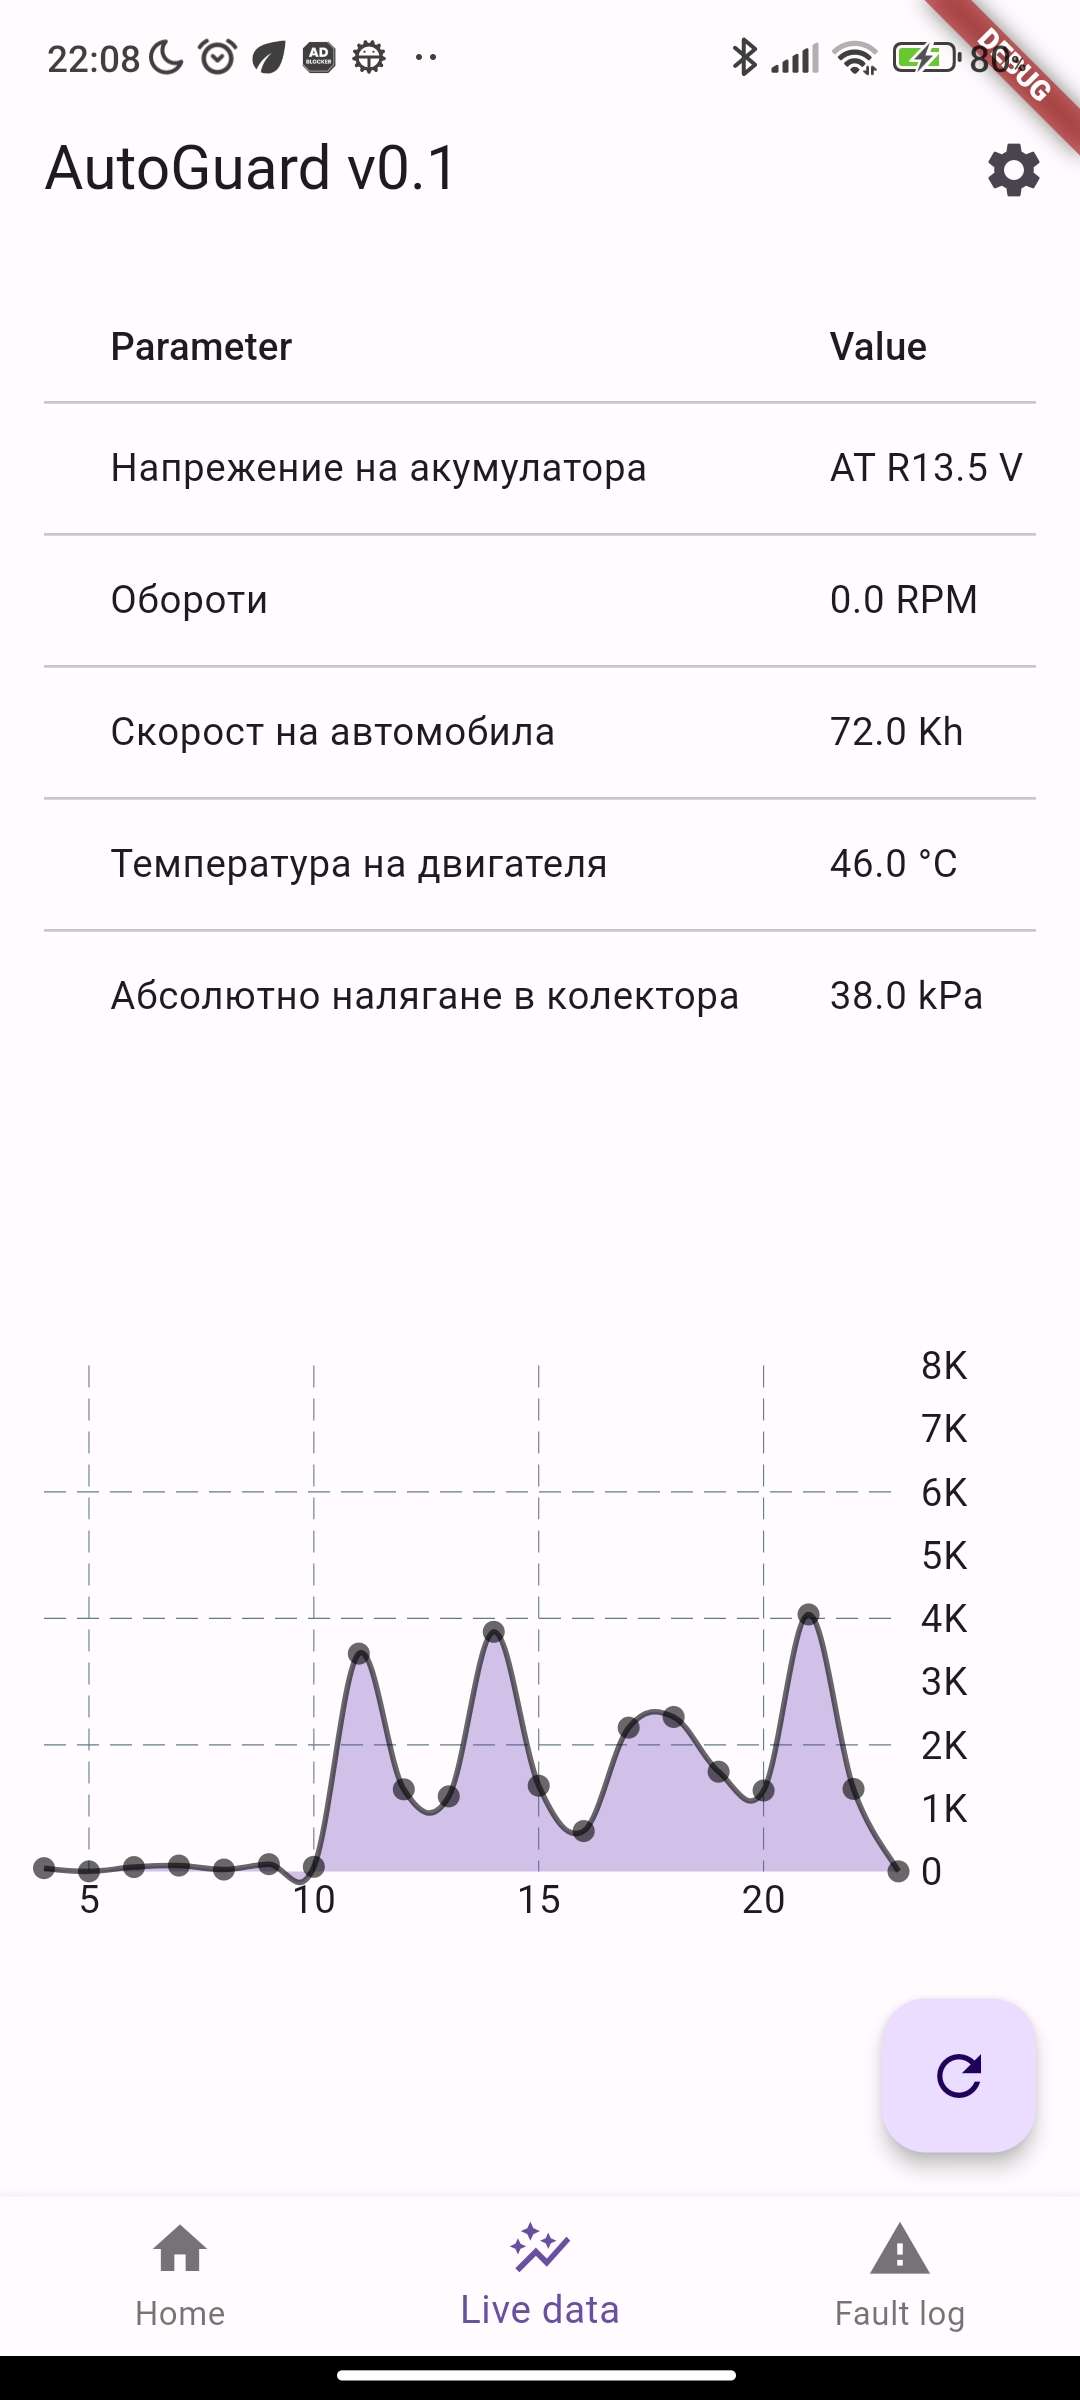 22:08
AD
BLOCKER
80%
DEBUG
AutoGuard v0.1
Parameter Value
Напрежение на акумулатора AT R13.5 V
Обороти 0.0 RPM
Скорост на автомобила 72.0 Kh
Температура на двигателя 46.0 °C
Абсолютно налягане в колектора 38.0 kPa
8K
7K
6K
5K
4K
3K
2K
1K
0
5 10 15 20
Home Live data Fault log